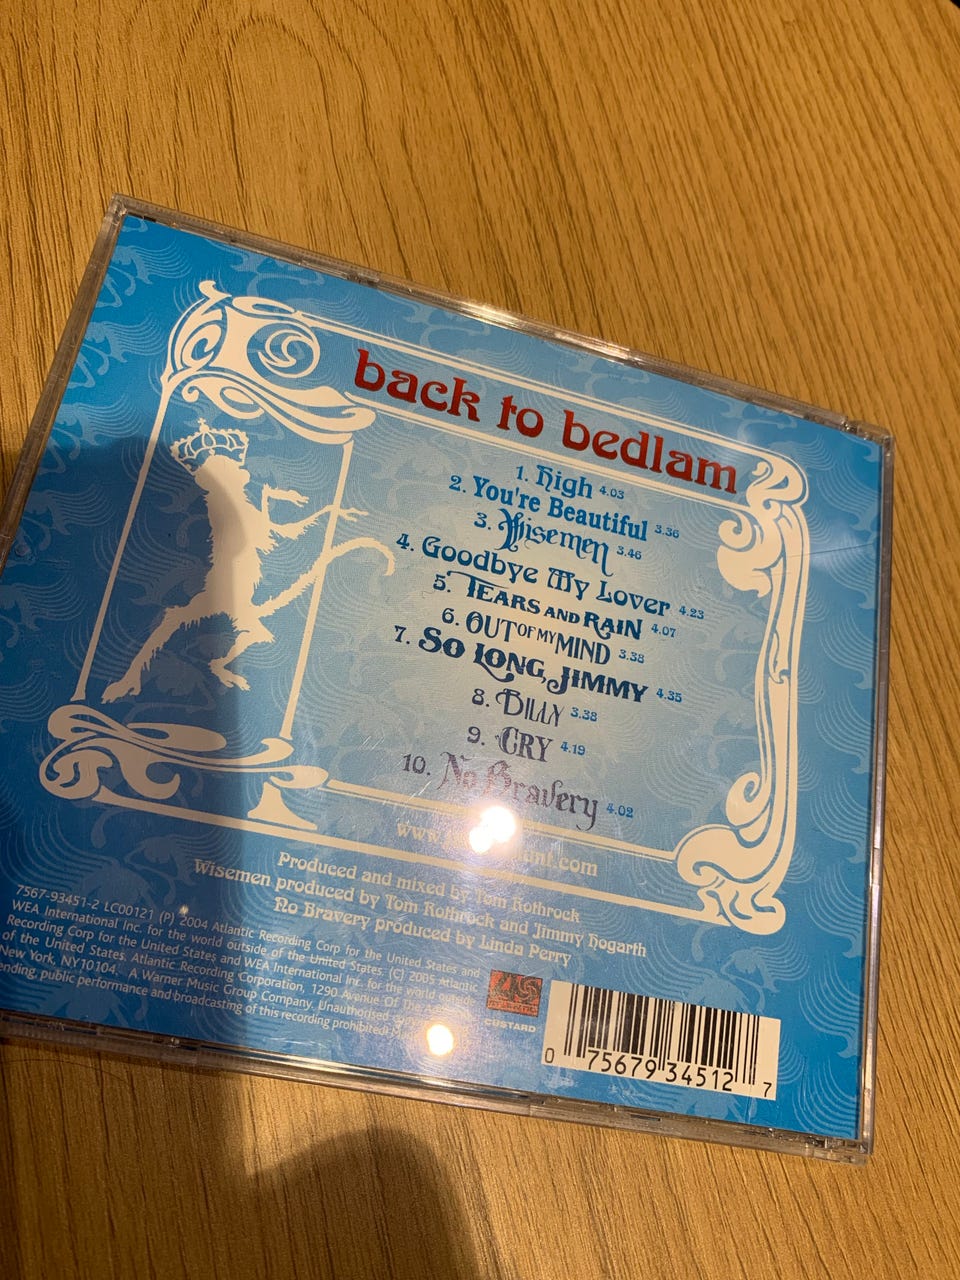 back to bedlam
1. High 4.03
2. You're Beautiful 3.36
3. Wisemen 3.46
4. Goodbye My Lover 4.23
5. TEARS AND RAIN 4.07
6. OUT OF MY MIND 3.38
7. SO LONG, JIMMY 4.35
8. BILLY 3.38
9. CRY 4.19
10. No Bravery 4.02
www. .com
Produced and mixed by Tom Rothrock
Wisemen produced by Tom Rothrock and Jimmy Hogarth
No Bravery produced by Linda Perry
7567-93451-2 LC00121 (P) 2004 Atlantic Recording Corp for the United States and
WEA International Inc. for the world outside of the United States. (C) 2005 Atlantic
Recording Corp for the United States and WEA International Inc. for the world outside
of the United States. Atlantic Recording Corporation, 1290 Avenue Of The
New York, NY10104. A Warner Music Group Company. Unauthorised
public performance and broadcasting of this recording prohibited.
ATLANTIC
CUSTARD
0 75679 34512 7